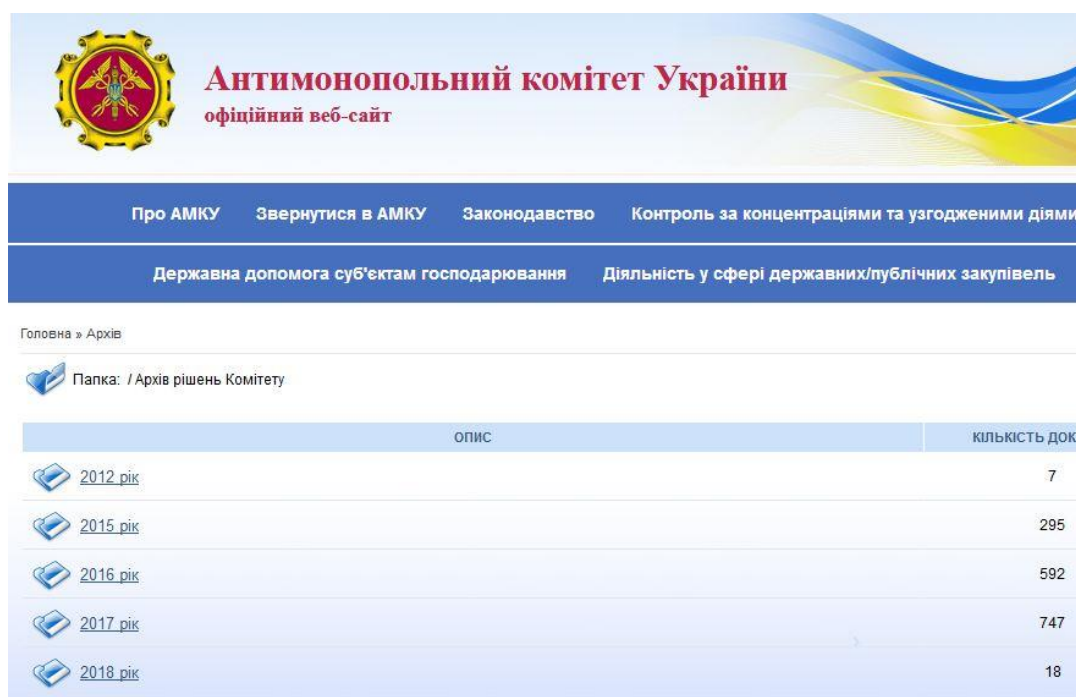 Антимонопольний комітет України
офіційний веб-сайт
Про АМКУ Звернутися в АМКУ Законодавство Контроль за концентраціями та узгодженими діями
Державна допомога суб'єктам господарювання Діяльність у сфері державних/публічних закупівель
Головна » Архів
Папка: / Архів рішень Комітету
ОПИС КІЛЬКІСТЬ ДОК
2012 рік 7
2015 рік 295
2016 рік 592
2017 рік 747
2018 рік 18